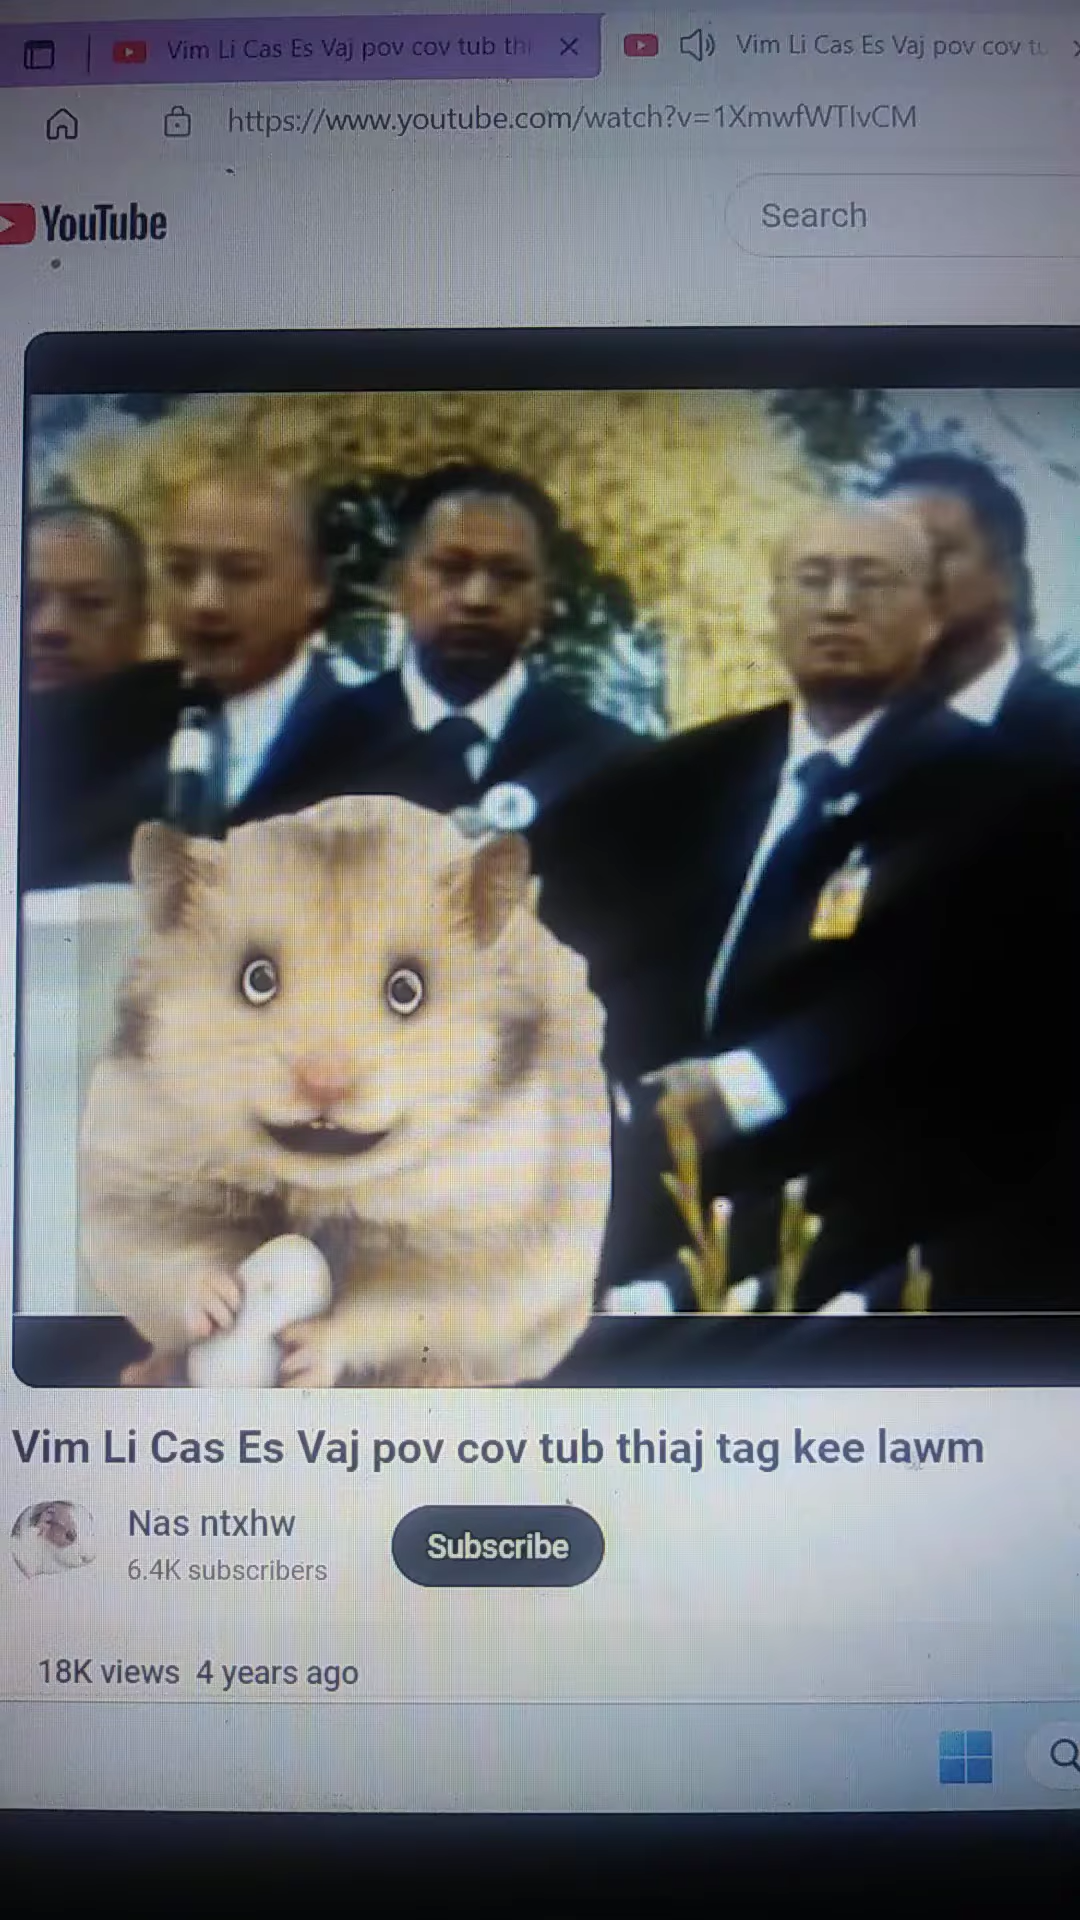 Vim Li Cas Es Vaj pov cov tub thi
Vim Li Cas Es Vaj pov cov tu
https://www.youtube.com/watch?v=1XmwfWTlvCM
YouTube
Search
Vim Li Cas Es Vaj pov cov tub thiaj tag kee lawm
Nas ntxhw
6.4K subscribers
Subscribe
18K views 4 years ago